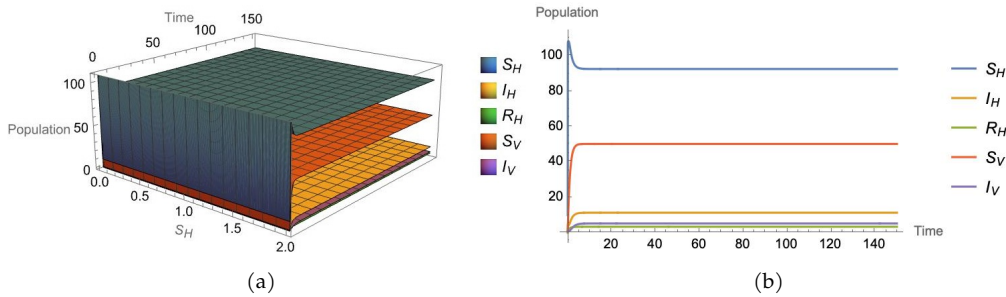 Time
0
50
100
150
100
50
0
Population
0.0
0.5
1.0
1.5
2.0
S_H
S_H
I_H
R_H
S_V
I_V
(a)
Population
100
80
60
40
20
20 40 60 80 100 120 140
Time
S_H
I_H
R_H
S_V
I_V
(b)